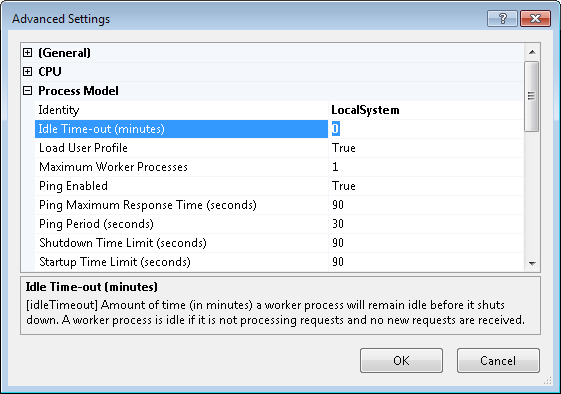 Advanced Settings
(General)
CPU
Process Model
Identity LocalSystem
Idle Time-out (minutes) 0
Load User Profile True
Maximum Worker Processes 1
Ping Enabled True
Ping Maximum Response Time (seconds) 90
Ping Period (seconds) 30
Shutdown Time Limit (seconds) 90
Startup Time Limit (seconds) 90
Idle Time-out (minutes)
[idleTimeout] Amount of time (in minutes) a worker process will remain idle before it shuts
down. A worker process is idle if it is not processing requests and no new requests are received.
OK Cancel